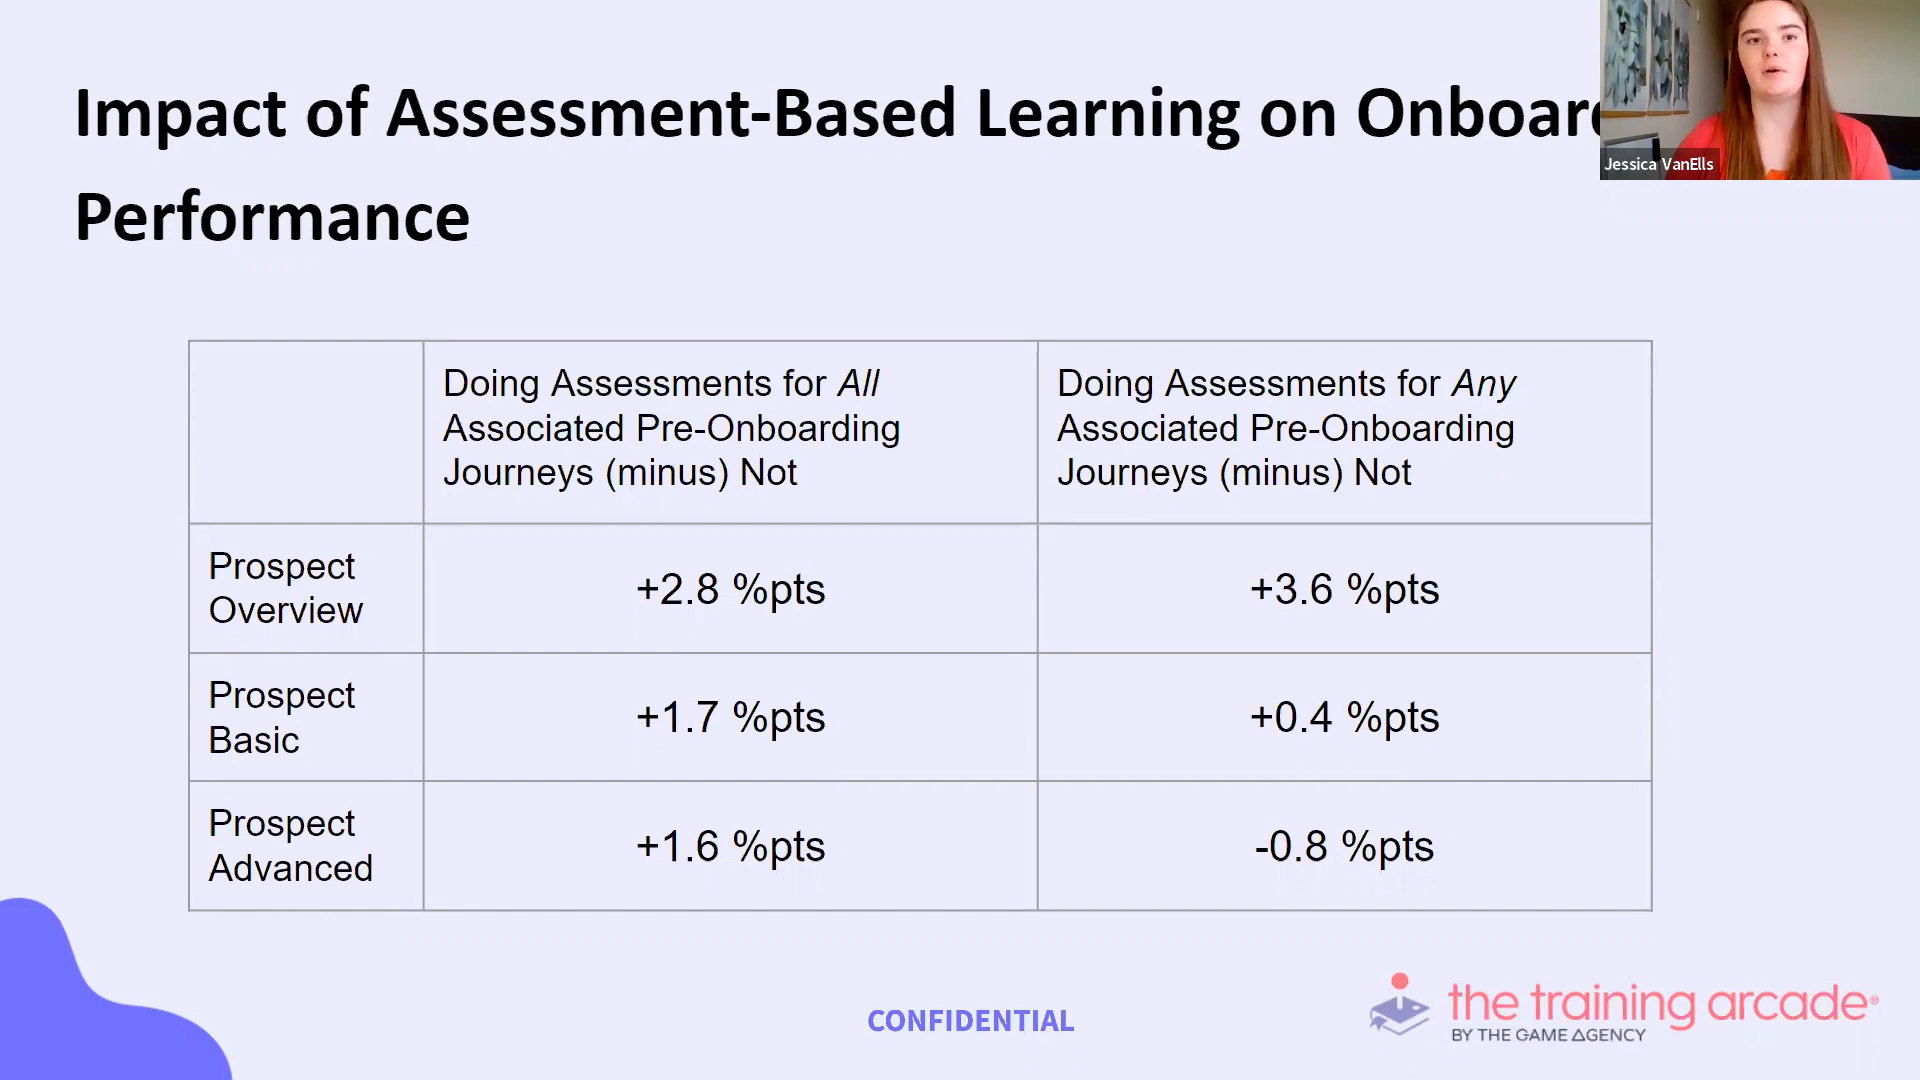 Impact of Assessment-Based Learning on
Performance
Jessica VanElls
Doing Assessments for All
Associated Pre-Onboarding
Journeys (minus) Not
Doing Assessments for Any
Associated Pre-Onboarding
Journeys (minus) Not
Prospect
Overview
+2.8 %pts
+3.6 %pts
Prospect
Basic
+1.7 %pts
+0.4 %pts
Prospect
Advanced
+1.6 %pts
-0.8 %pts
CONFIDENTIAL
the training arcade®
BY THE GAME AGENCY